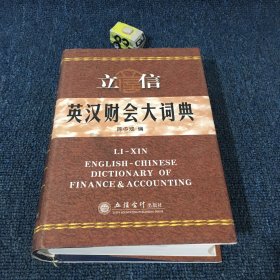 立信
英汉财会大词典
编
LI-XIN
ENGLISH-CHINESE
DICTIONARY OF
FINANCE & ACCOUNTING
立信会计出版社